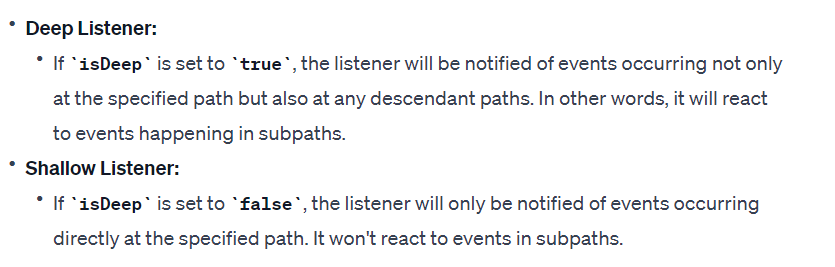 • Deep Listener:
• If `isDeep` is set to `true`, the listener will be notified of events occurring not only
at the specified path but also at any descendant paths. In other words, it will react
to events happening in subpaths.
• Shallow Listener:
• If `isDeep` is set to `false`, the listener will only be notified of events occurring
directly at the specified path. It won't react to events in subpaths.